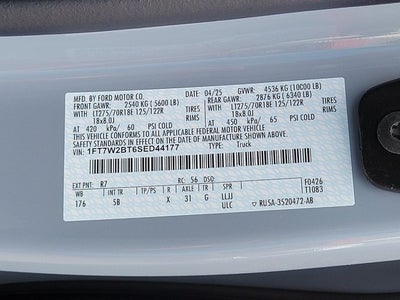 MFD. BY FORD MOTOR CO. 04/25 GVWR: 4536 KG (10000 LB)
FRONT GAWR: 2540 KG (5600 LB) REAR GAWR: 2876 KG (6340 LB)
LT275/70R18E 125/122R TIRES LT275/70R18E 125/122R TIRES
18x8.0J RIMS 18x8.0J RIMS
AT 420 kPa/ 60 PSI COLD AT 450 kPa/ 65 PSI COLD
THIS VEHICLE CONFORMS TO ALL APPLICABLE FEDERAL MOTOR VEHICLE SAFETY STANDARDS IN EFFECT ON THE DATE OF MANUFACTURE SHOWN ABOVE.
VIN: 1FT7W2BT6SED44177 TYPE: Truck
F0426
T1083
EXT PNT: R7 RC: 56 DSO:
WB INT TR TP/PS R AXLE TR SPR
176 5B X 31 G LLJJ
ULC ▽ RU5A-3520472-AB